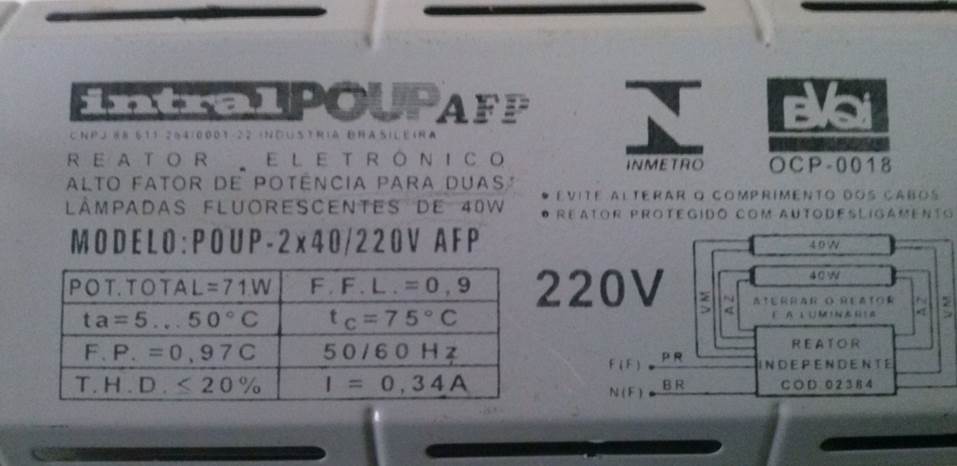 intral POUP AFP
CNPJ 88 611 264/0001-22 INDUSTRIA BRASILEIRA
REATOR ELETRÔNICO
ALTO FATOR DE POTÊNCIA PARA DUAS
LÂMPADAS FLUORESCENTES DE 40W
MODELO: POUP-2x40/220V AFP
POT.TOTAL=71W F.F.L.=0,9
ta=5...50°C tc=75°C
F.P.=0,97C 50/60 Hz
T.H.D.≤20% I = 0,34A
INMETRO
BVQi
OCP-0018
• EVITE ALTERAR O COMPRIMENTO DOS CABOS
• REATOR PROTEGIDO COM AUTODESLIGAMENTO
220V
40W
40W
VM
AZ
ATERRAR O REATOR
E A LUMINÁRIA
AZ
VM
REATOR
INDEPENDENTE
COD.02384
F(F) PR
N(F) BR